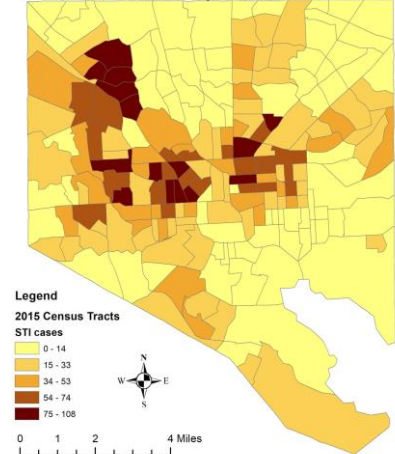 Legend
2015 Census Tracts
STI cases
0 - 14
15 - 33
34 - 53
54 - 74
75 - 108
N
W E
S
0 1 2 4 Miles